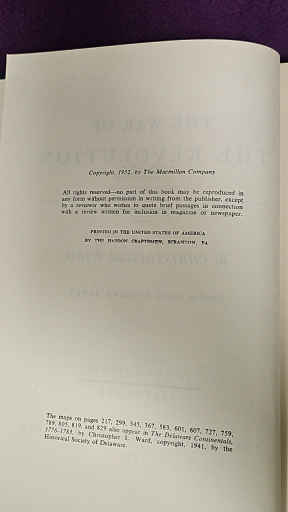 Copyright, 1952, by The Macmillan Company
All rights reserved—no part of this book may be reproduced in
any form without permission in writing from the publisher, except
by a reviewer who wishes to quote brief passages in connection
with a review written for inclusion in magazine or newspaper.
PRINTED IN THE UNITED STATES OF AMERICA
BY THE HADDON CRAFTSMEN, SCRANTON, PA.
The maps on pages 217, 299, 345, 367, 583, 601, 607, 727, 759,
789, 805, 819, and 829 also appear in The Delaware Continentals,
1776–1783, by Christopher L. Ward, copyright, 1941, by the
Historical Society of Delaware.